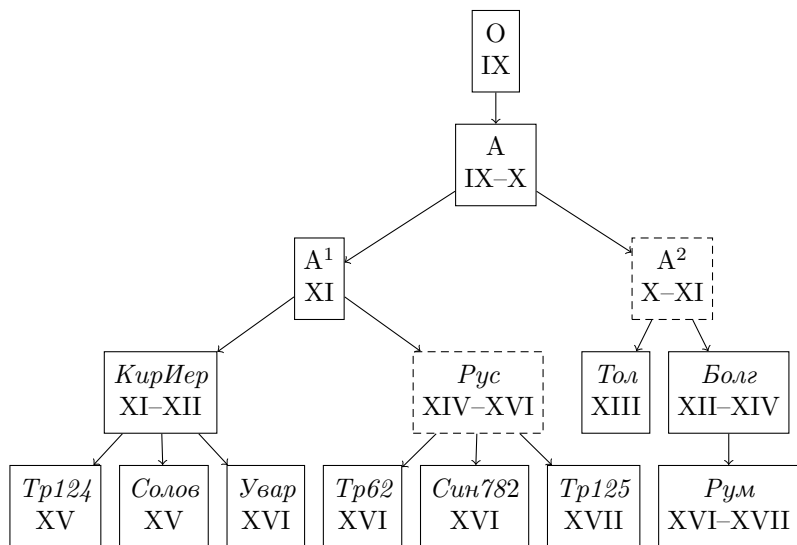 О
IX
А
IX–X
А¹
XI
А²
X–XI
КирИер
XI–XII
Рус
XIV–XVI
Тол
XIII
Болг
XII–XIV
Тр124
XV
Солов
XV
Увар
XVI
Тр62
XVI
Син782
XVI
Тр125
XVII
Рум
XVI–XVII